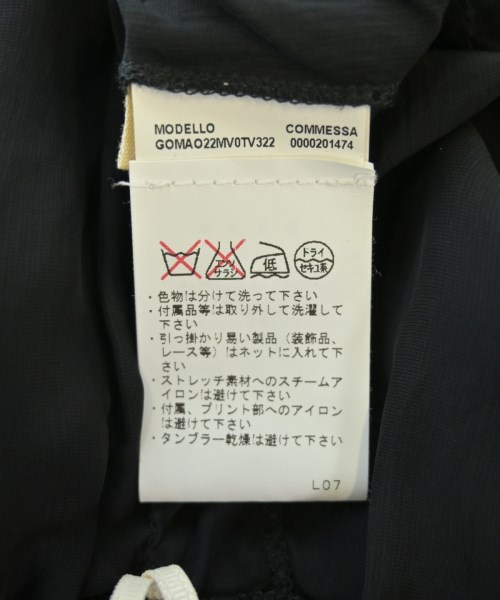 MODELLO COMMESSA
GOMAO22MV0TV322 0000201474
エンソ サラシ 低 ドライ セキユ系
・色物は分けて洗って下さい
・付属品等は取り外して洗濯して
下さい
・引っ掛かり易い製品（装飾品、
レース等）はネットに入れて下
さい
・ストレッチ素材へのスチームア
イロンは避けて下さい
・付属、プリント部へのアイロン
は避けて下さい
・タンブラー乾燥は避けて下さい
L07